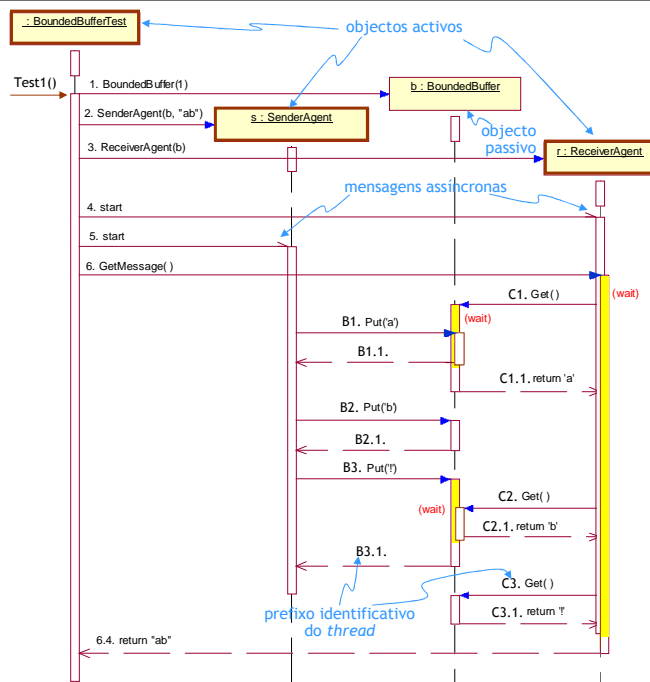 : BoundedBufferTest
objectos activos
Test1()
1. BoundedBuffer(1)
b : BoundedBuffer
2. SenderAgent(b, "ab")
s : SenderAgent
objecto
passivo
3. ReceiverAgent(b)
r : ReceiverAgent
mensagens assíncronas
4. start
5. start
6. GetMessage( )
C1. Get( )
(wait)
B1. Put('a')
(wait)
B1.1.
C1.1. return 'a'
B2. Put('b')
B2.1.
B3. Put('!')
C2. Get( )
(wait)
C2.1. return 'b'
B3.1.
C3. Get( )
prefixo identificativo
do thread
C3.1. return '!'
6.4. return "ab"